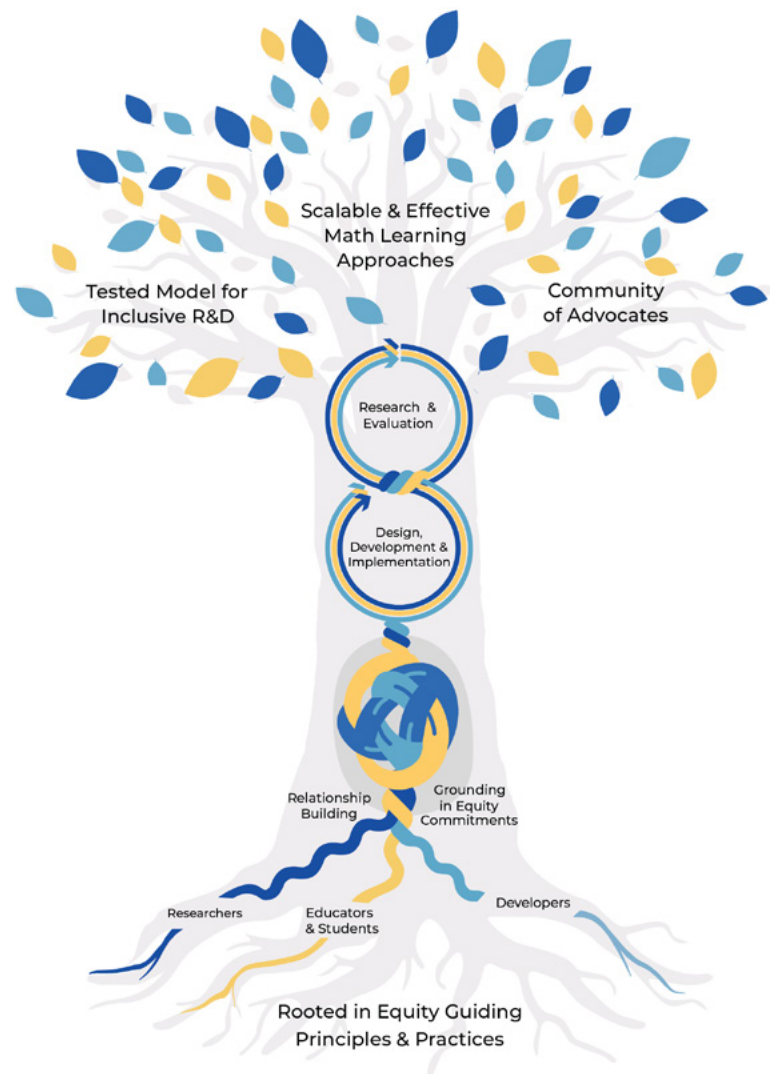 Scalable & Effective
Math Learning
Approaches
Tested Model for
Inclusive R&D
Community
of Advocates
Research & 
Evaluation
Design,
Development &
Implementation
Relationship
Building
Grounding
in Equity
Commitments
Researchers
Educators
& Students
Developers
Rooted in Equity Guiding
Principles & Practices